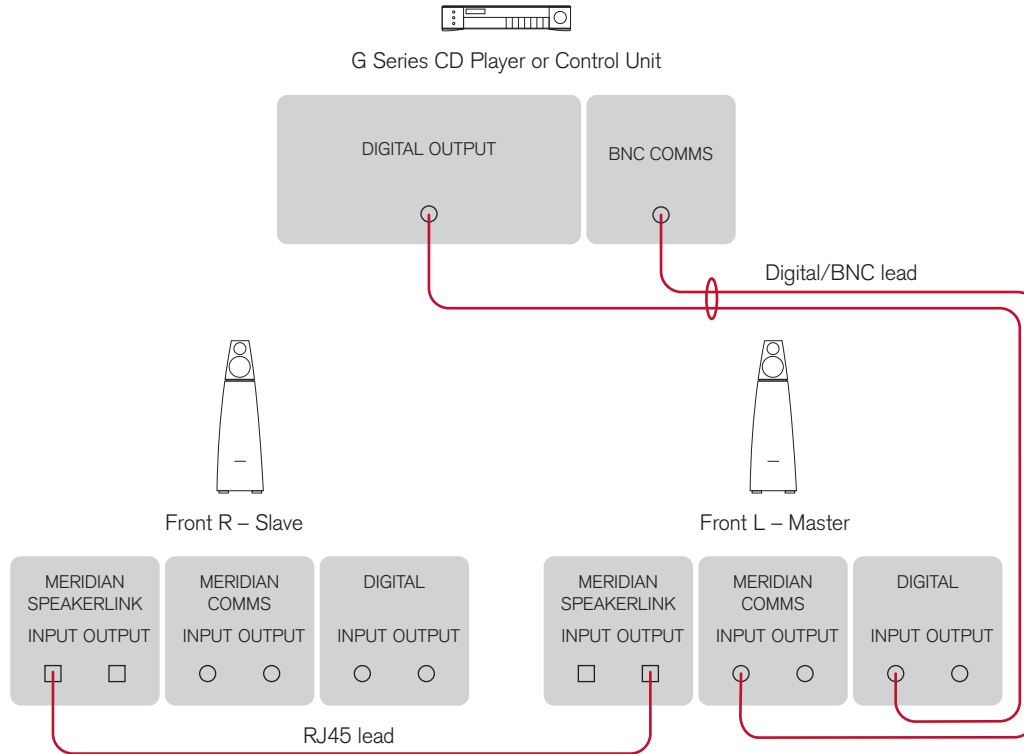 G Series CD Player or Control Unit
DIGITAL OUTPUT
BNC COMMS
Digital/BNC lead
Front R – Slave
Front L – Master
MERIDIAN
SPEAKERLINK
INPUT OUTPUT
MERIDIAN
COMMS
INPUT OUTPUT
DIGITAL
INPUT OUTPUT
MERIDIAN
SPEAKERLINK
INPUT OUTPUT
MERIDIAN
COMMS
INPUT OUTPUT
DIGITAL
INPUT OUTPUT
RJ45 lead